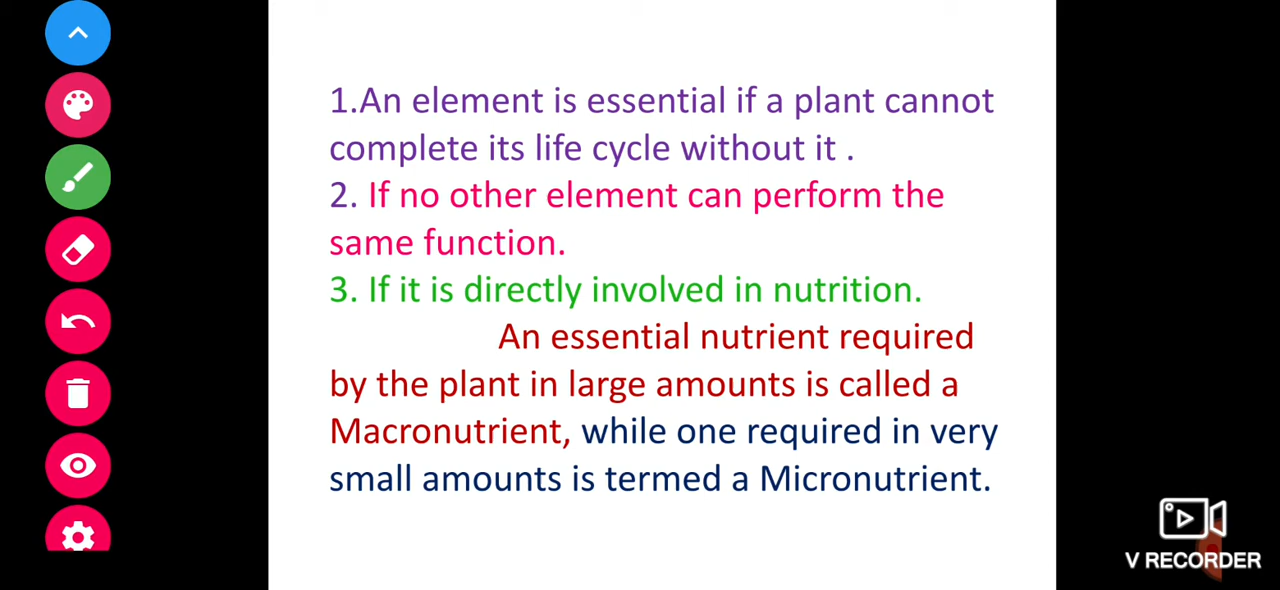 1.An element is essential if a plant cannot
complete its life cycle without it .
2. If no other element can perform the
same function.
3. If it is directly involved in nutrition.
An essential nutrient required
by the plant in large amounts is called a
Macronutrient, while one required in very
small amounts is termed a Micronutrient.
V RECORDER